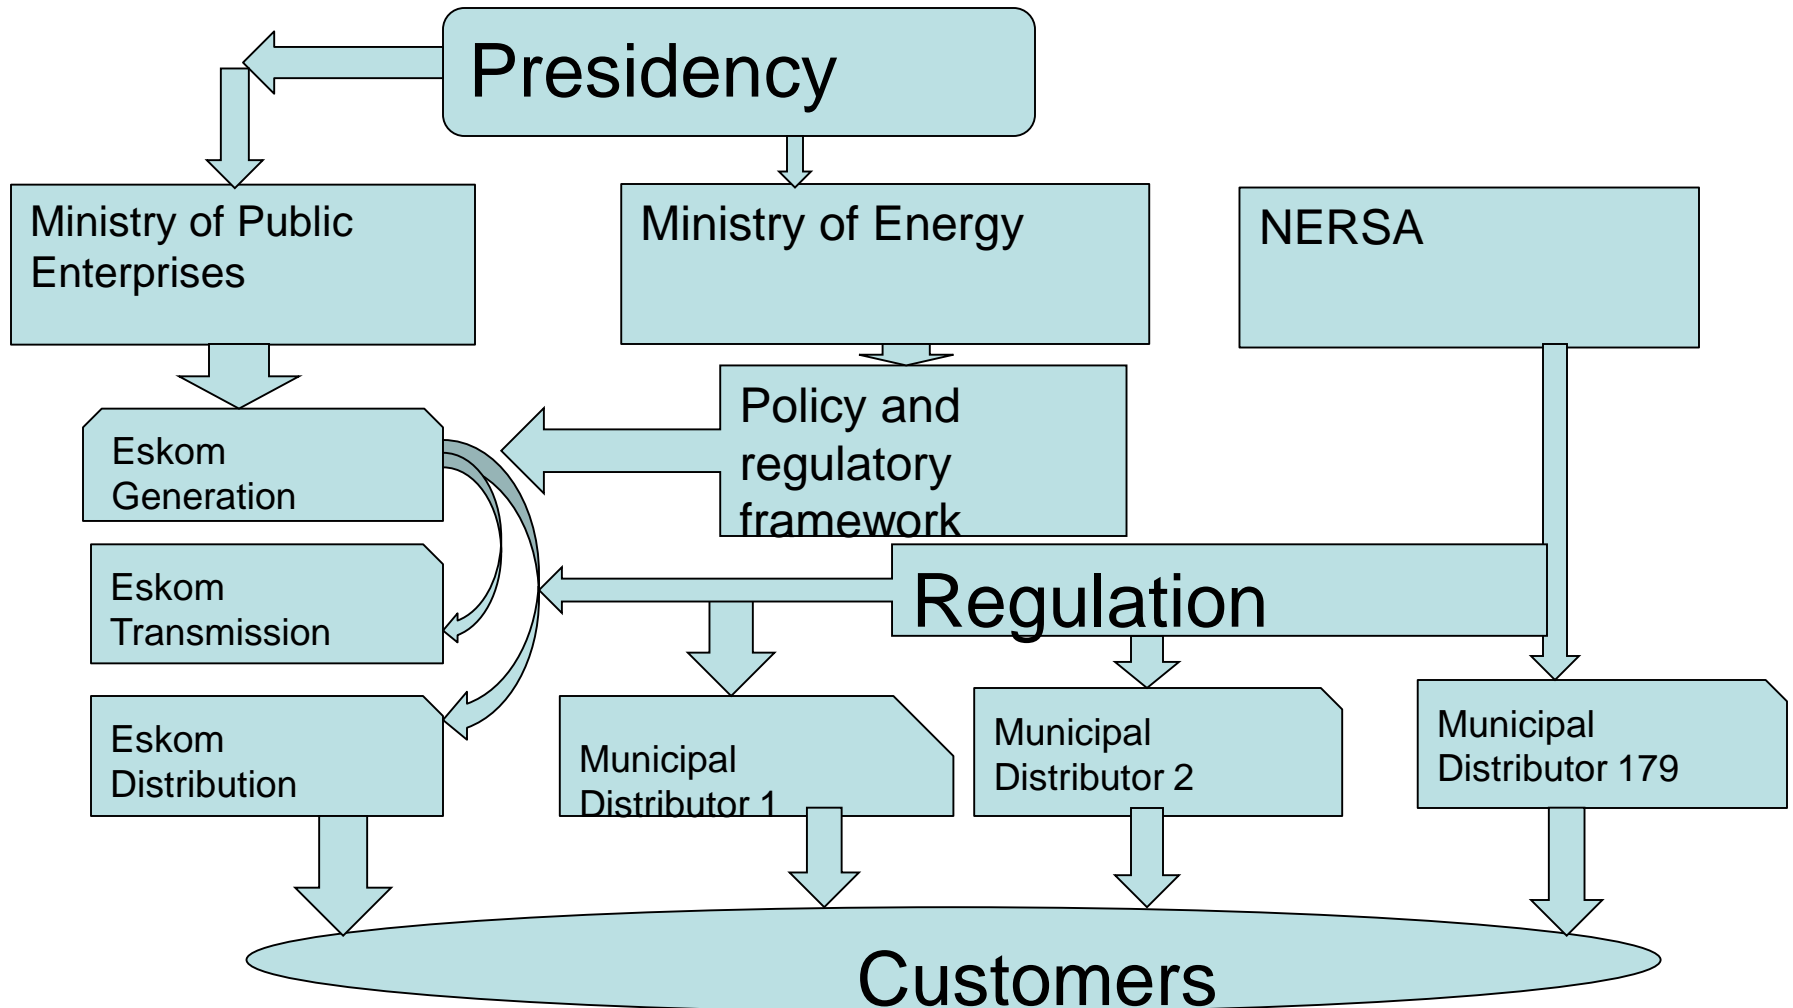 Presidency
Ministry of Public
Enterprises
Ministry of Energy
NERSA
Policy and
regulatory
framework
Eskom
Generation
Eskom
Transmission
Regulation
Eskom
Distribution
Municipal
Distributor 1
Municipal
Distributor 2
Municipal
Distributor 179
Customers